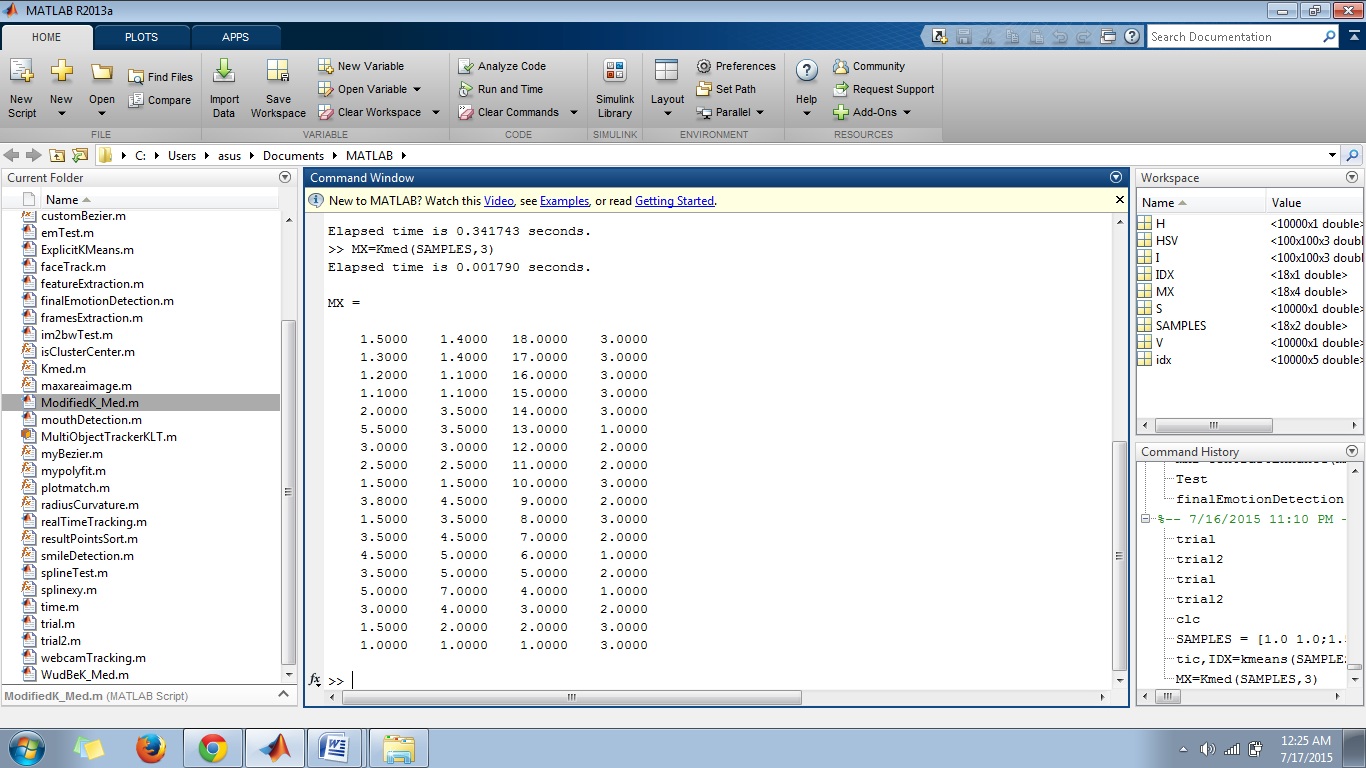 MATLAB R2013a
HOME PLOTS APPS
Search Documentation
New Script
New
Open
Find Files
Compare
Import Data
Save Workspace
New Variable
Open Variable
Clear Workspace
Analyze Code
Run and Time
Clear Commands
Simulink Library
Layout
Preferences
Set Path
Parallel
Help
Community
Request Support
Add-Ons
FILE VARIABLE CODE SIMULINK ENVIRONMENT RESOURCES
C: Users asus Documents MATLAB
Current Folder
Name
customBezier.m
emTest.m
ExplicitKMeans.m
faceTrack.m
featureExtraction.m
finalEmotionDetection.m
framesExtraction.m
im2bwTest.m
isClusterCenter.m
Kmed.m
maxareaimage.m
ModifiedK_Med.m
mouthDetection.m
MultiObjectTrackerKLT.m
myBezier.m
mypolyfit.m
plotmatch.m
radiusCurvature.m
realTimeTracking.m
resultPointsSort.m
smileDetection.m
splineTest.m
splinexy.m
time.m
trial.m
trial2.m
webcamTracking.m
WudBeK_Med.m
ModifiedK_Med.m (MATLAB Script)
Command Window
New to MATLAB? Watch this Video, see Examples, or read Getting Started.
Elapsed time is 0.341743 seconds.
>> MX=Kmed(SAMPLES,3)
Elapsed time is 0.001790 seconds.
MX =
1.5000 1.4000 18.0000 3.0000
1.3000 1.4000 17.0000 3.0000
1.2000 1.1000 16.0000 3.0000
1.1000 1.1000 15.0000 3.0000
2.0000 3.5000 14.0000 3.0000
5.5000 3.5000 13.0000 1.0000
3.0000 3.0000 12.0000 2.0000
2.5000 2.5000 11.0000 2.0000
1.5000 1.5000 10.0000 3.0000
3.8000 4.5000 9.0000 2.0000
1.5000 3.5000 8.0000 3.0000
3.5000 4.5000 7.0000 2.0000
4.5000 5.0000 6.0000 1.0000
3.5000 5.0000 5.0000 2.0000
5.0000 7.0000 4.0000 1.0000
3.0000 4.0000 3.0000 2.0000
1.5000 2.0000 2.0000 3.0000
1.0000 1.0000 1.0000 3.0000
fx >>
Workspace
Name Value
H <10000x1 double>
HSV <100x100x3 doubl
I <100x100x3 doubl
IDX <18x1 double>
MX <18x4 double>
S <10000x1 double>
SAMPLES <18x2 double>
V <10000x1 double>
idx <10000x5 double>
Command History
Test
finalEmotionDetection
%-- 7/16/2015 11:10 PM -
trial
trial2
trial
trial2
clc
SAMPLES = [1.0 1.0;1.5
tic,IDX=kmeans(SAMPLES
MX=Kmed(SAMPLES,3)
12:25 AM
7/17/2015